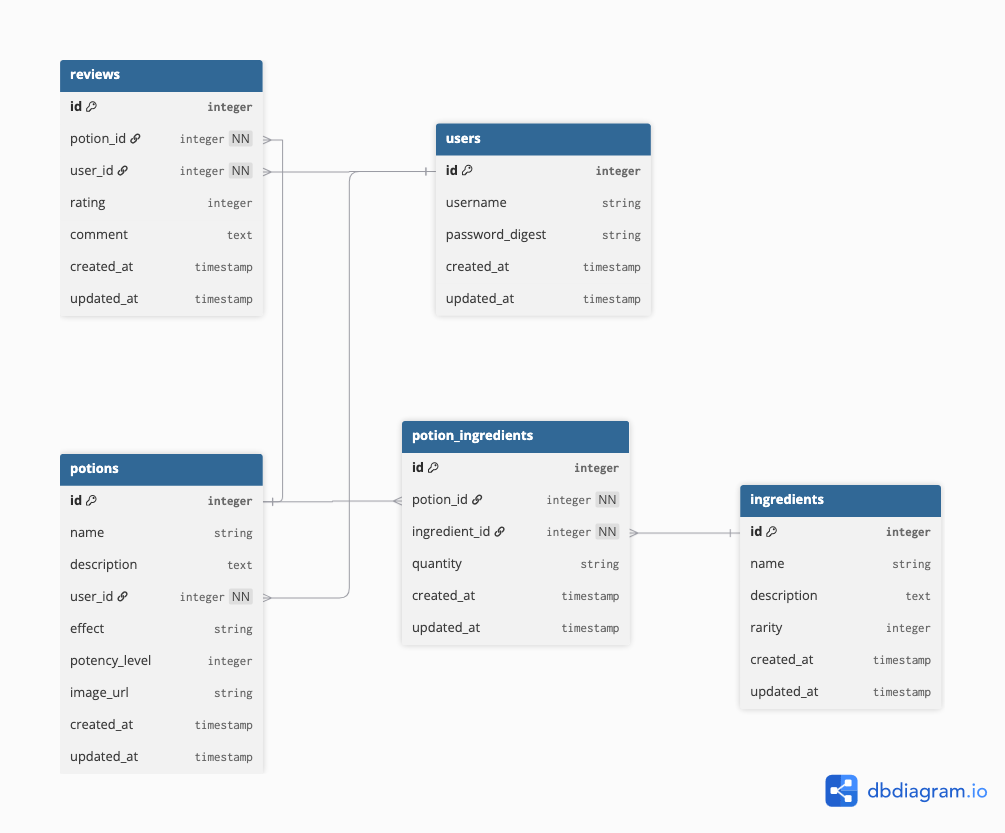 reviews
id integer
potion_id integer NN
user_id integer NN
rating integer
comment text
created_at timestamp
updated_at timestamp
users
id integer
username string
password_digest string
created_at timestamp
updated_at timestamp
potions
id integer
name string
description text
user_id integer NN
effect string
potency_level integer
image_url string
created_at timestamp
updated_at timestamp
potion_ingredients
id integer
potion_id integer NN
ingredient_id integer NN
quantity string
created_at timestamp
updated_at timestamp
ingredients
id integer
name string
description text
rarity integer
created_at timestamp
updated_at timestamp
dbdiagram.io